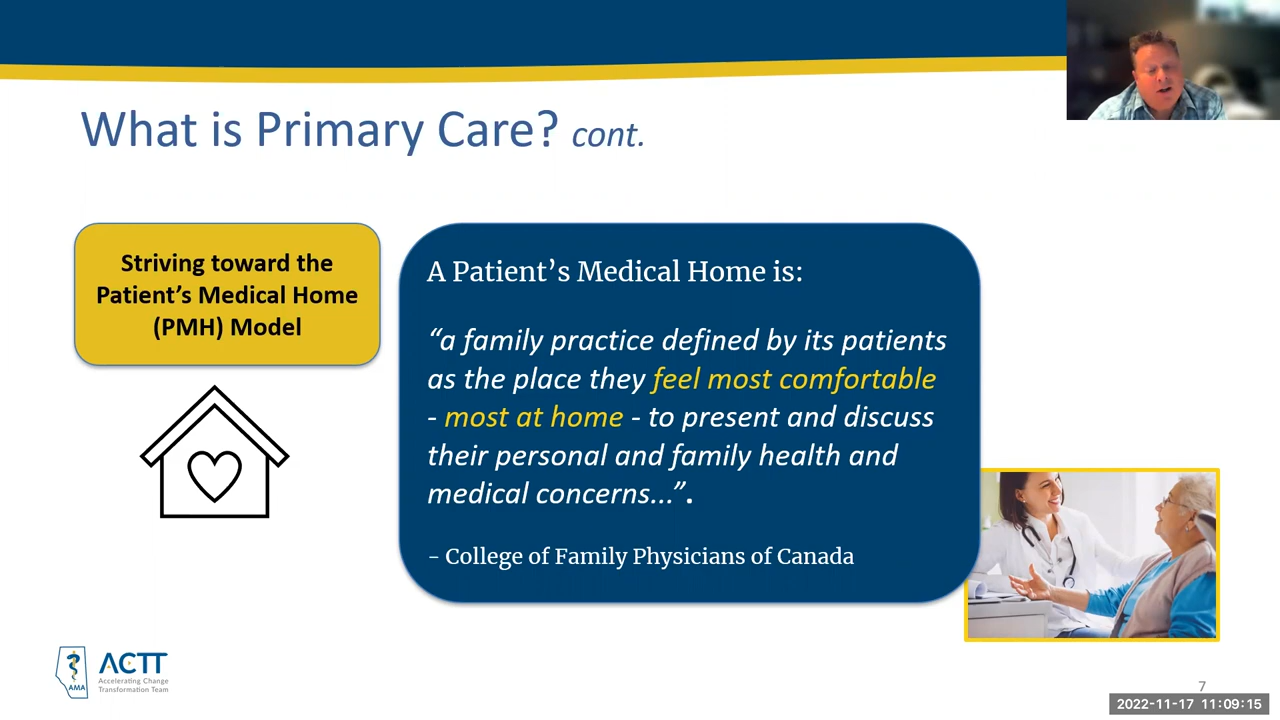 What is Primary Care? cont.
Striving toward the
Patient’s Medical Home
(PMH) Model
A Patient’s Medical Home is:
“a family practice defined by its patients
as the place they feel most comfortable
- most at home - to present and discuss
their personal and family health and
medical concerns...”.
- College of Family Physicians of Canada
AMA
ACTT
Accelerating Change
Transformation Team
7
2022-11-17 11:09:15